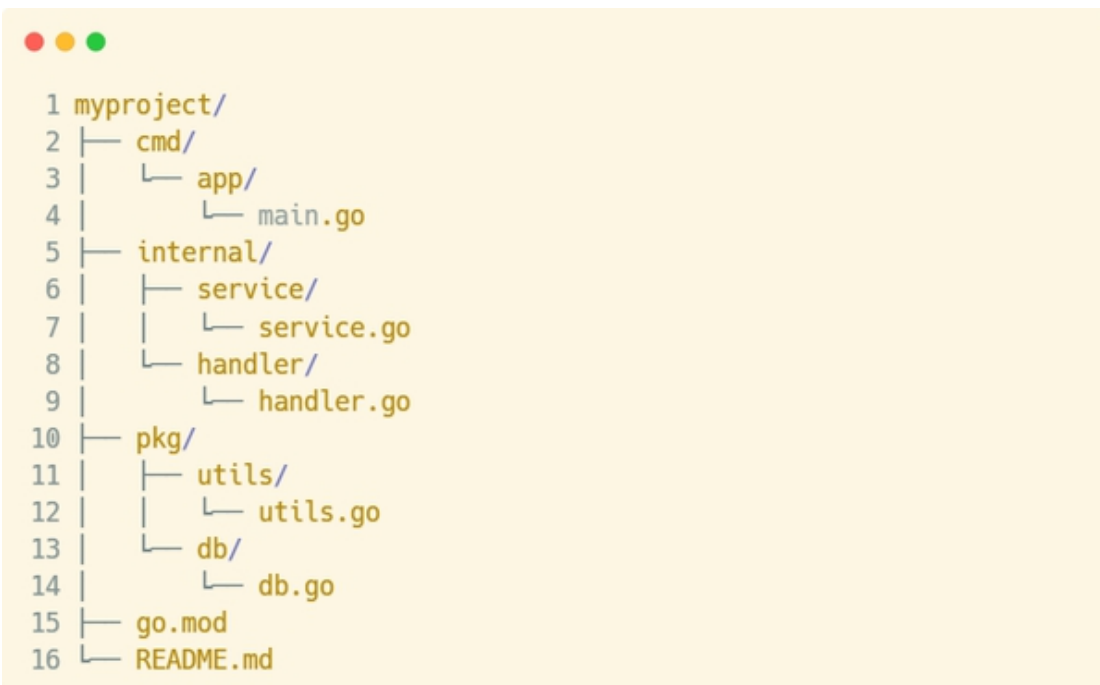 1 myproject/
2 ├── cmd/
3 │   └── app/
4 │       └── main.go
5 ├── internal/
6 │   ├── service/
7 │   │   └── service.go
8 │   └── handler/
9 │       └── handler.go
10 ├── pkg/
11 │   ├── utils/
12 │   │   └── utils.go
13 │   └── db/
14 │       └── db.go
15 ├── go.mod
16 └── README.md